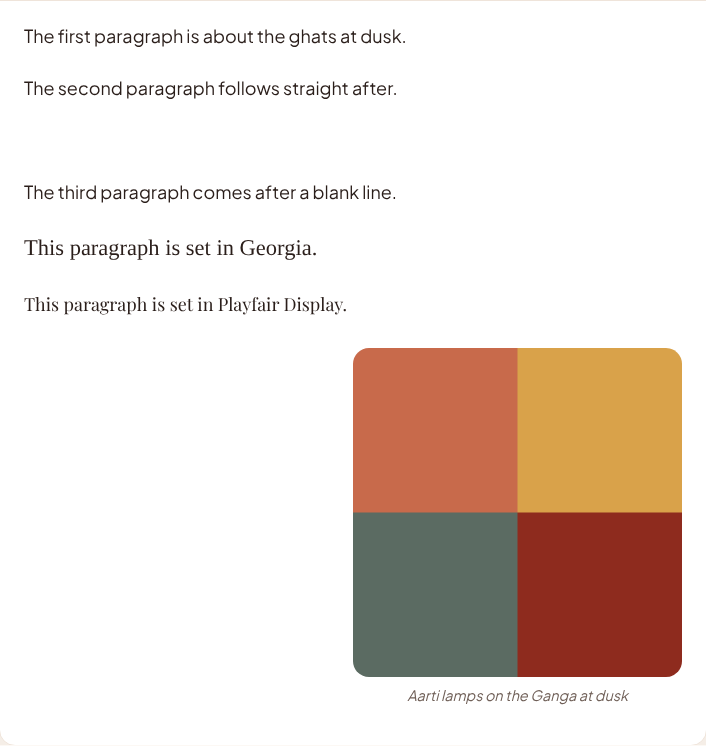 The first paragraph is about the ghats at dusk.
The second paragraph follows straight after.
The third paragraph comes after a blank line.
This paragraph is set in Georgia.
This paragraph is set in Playfair Display.
Aarti lamps on the Ganga at dusk